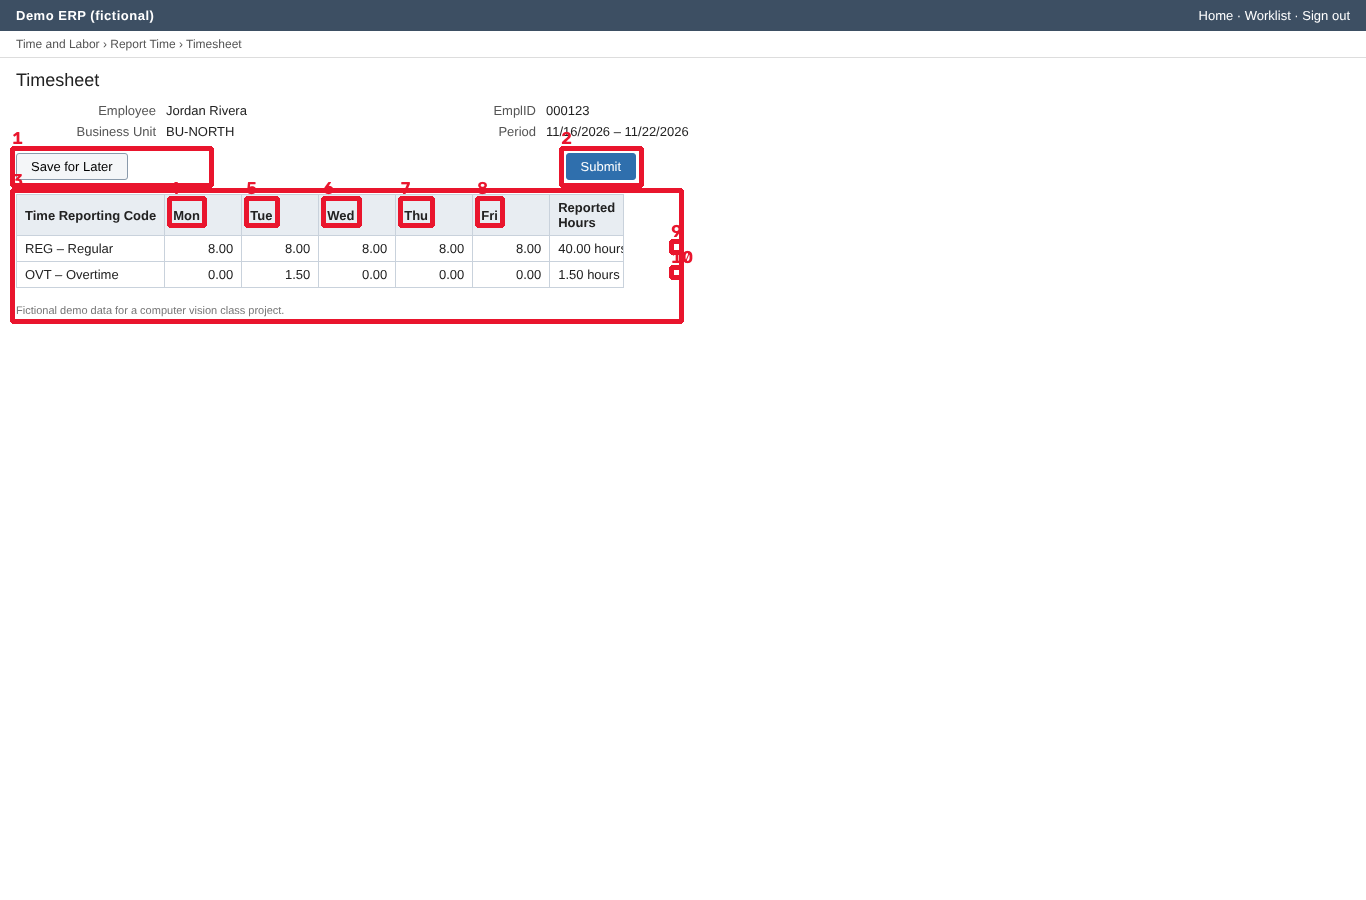 Demo ERP (fictional) Home · Worklist · Sign out
Time and Labor › Report Time › Timesheet
Timesheet
Employee Jordan Rivera EmplID 000123
Business Unit BU-NORTH Period 11/16/2026 – 11/22/2026
1 2
Save for Later Submit
3 5 6 7 8
Time Reporting Code Mon Tue Wed Thu Fri Reported Hours
9
REG – Regular 8.00 8.00 8.00 8.00 8.00 40.00 hours
10
OVT – Overtime 0.00 1.50 0.00 0.00 0.00 1.50 hours
Fictional demo data for a computer vision class project.